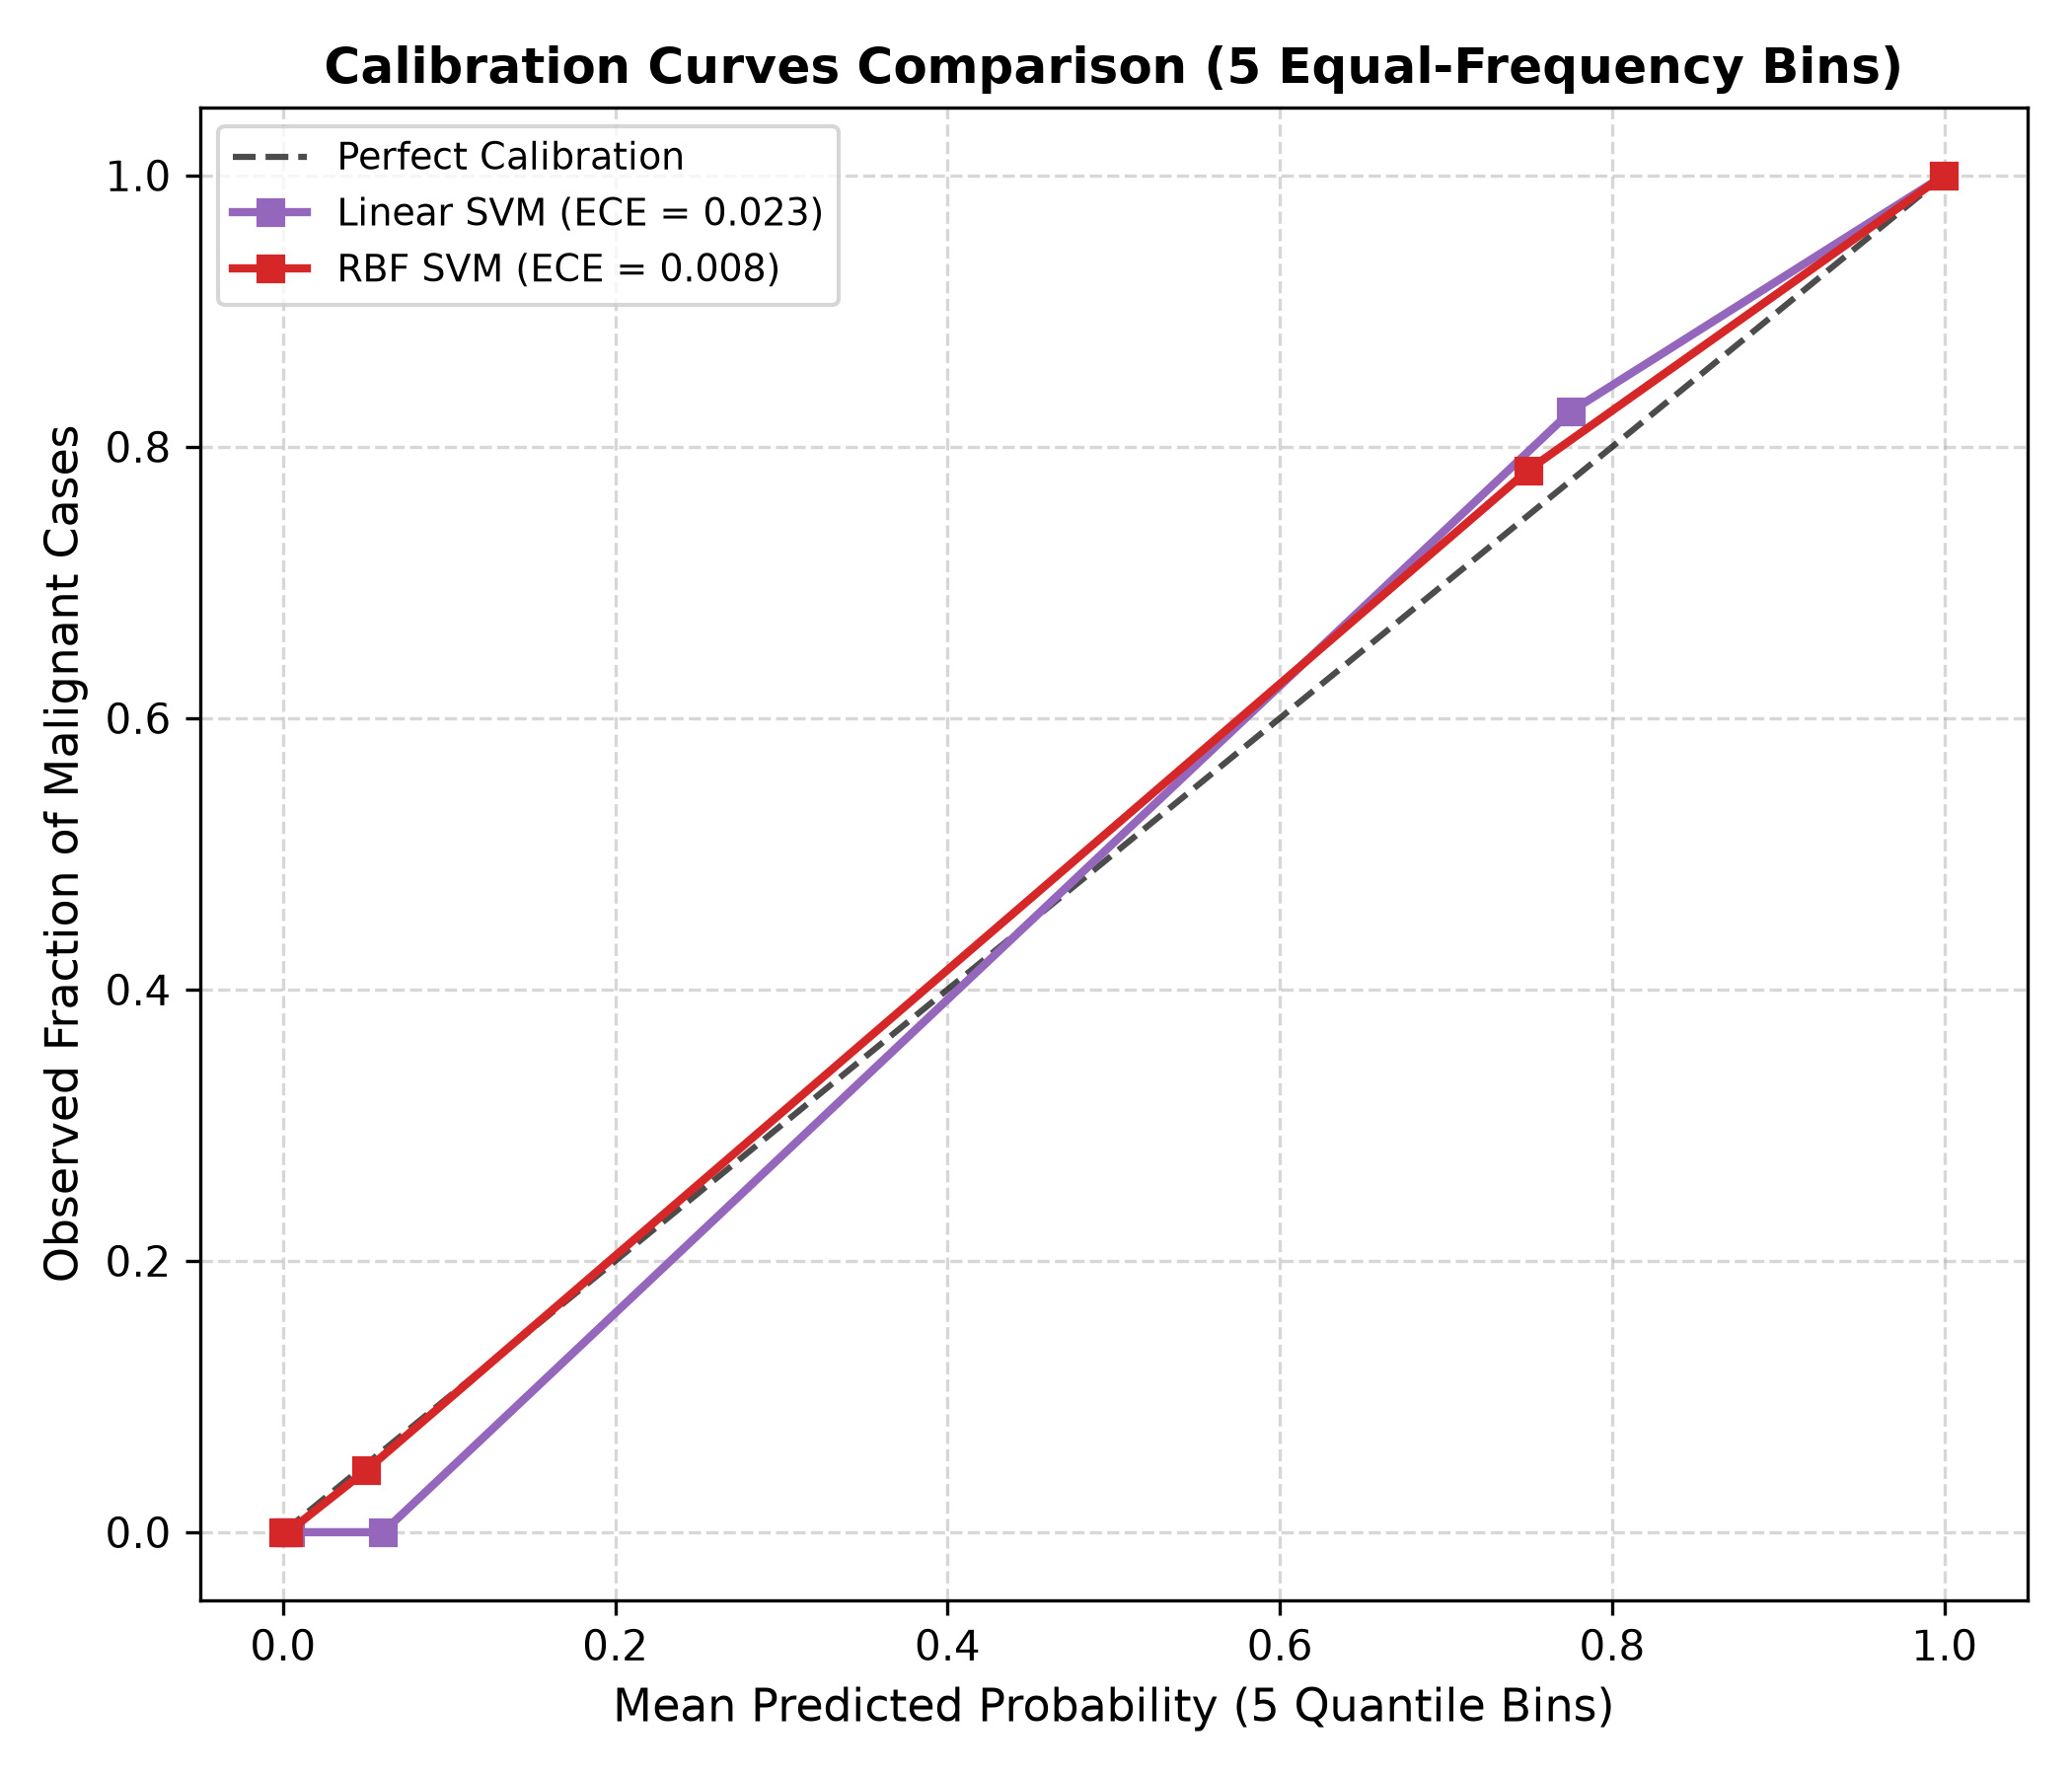 Calibration Curves Comparison (5 Equal-Frequency Bins)
Perfect Calibration
Linear SVM (ECE = 0.023)
RBF SVM (ECE = 0.008)
Observed Fraction of Malignant Cases
1.0
0.8
0.6
0.4
0.2
0.0
0.0 0.2 0.4 0.6 0.8 1.0
Mean Predicted Probability (5 Quantile Bins)